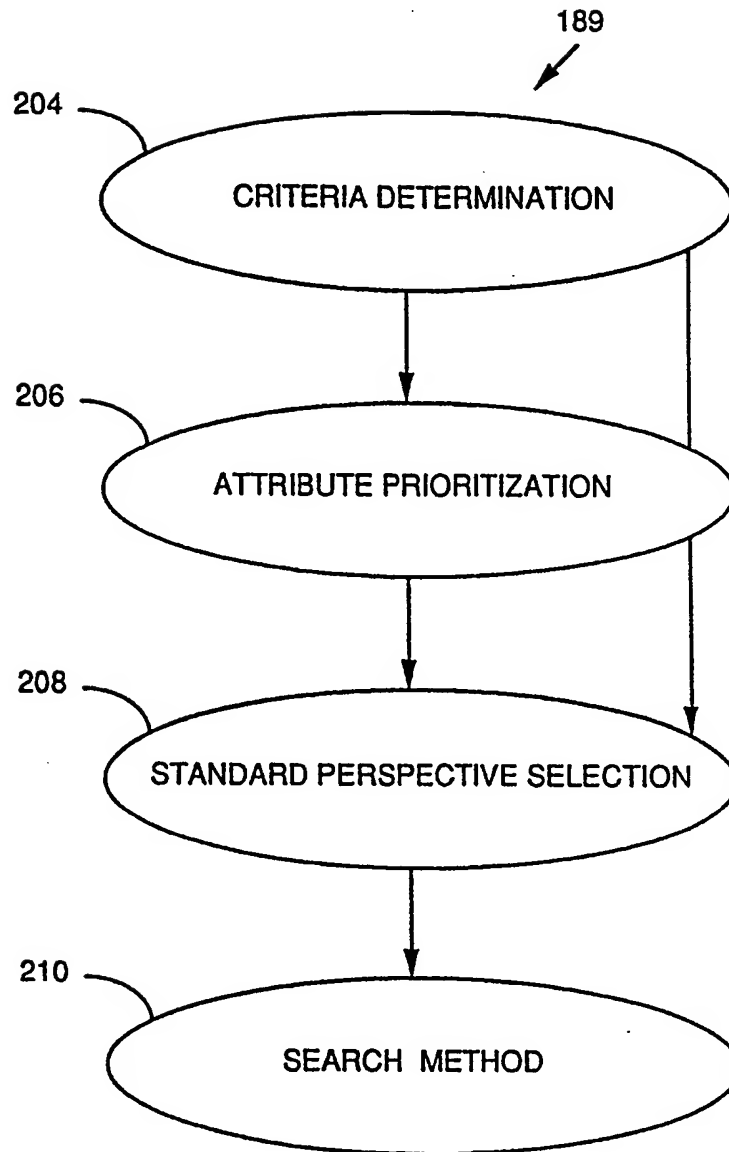 189
204
CRITERIA DETERMINATION
206
ATTRIBUTE PRIORITIZATION
208
STANDARD PERSPECTIVE SELECTION
210
SEARCH METHOD